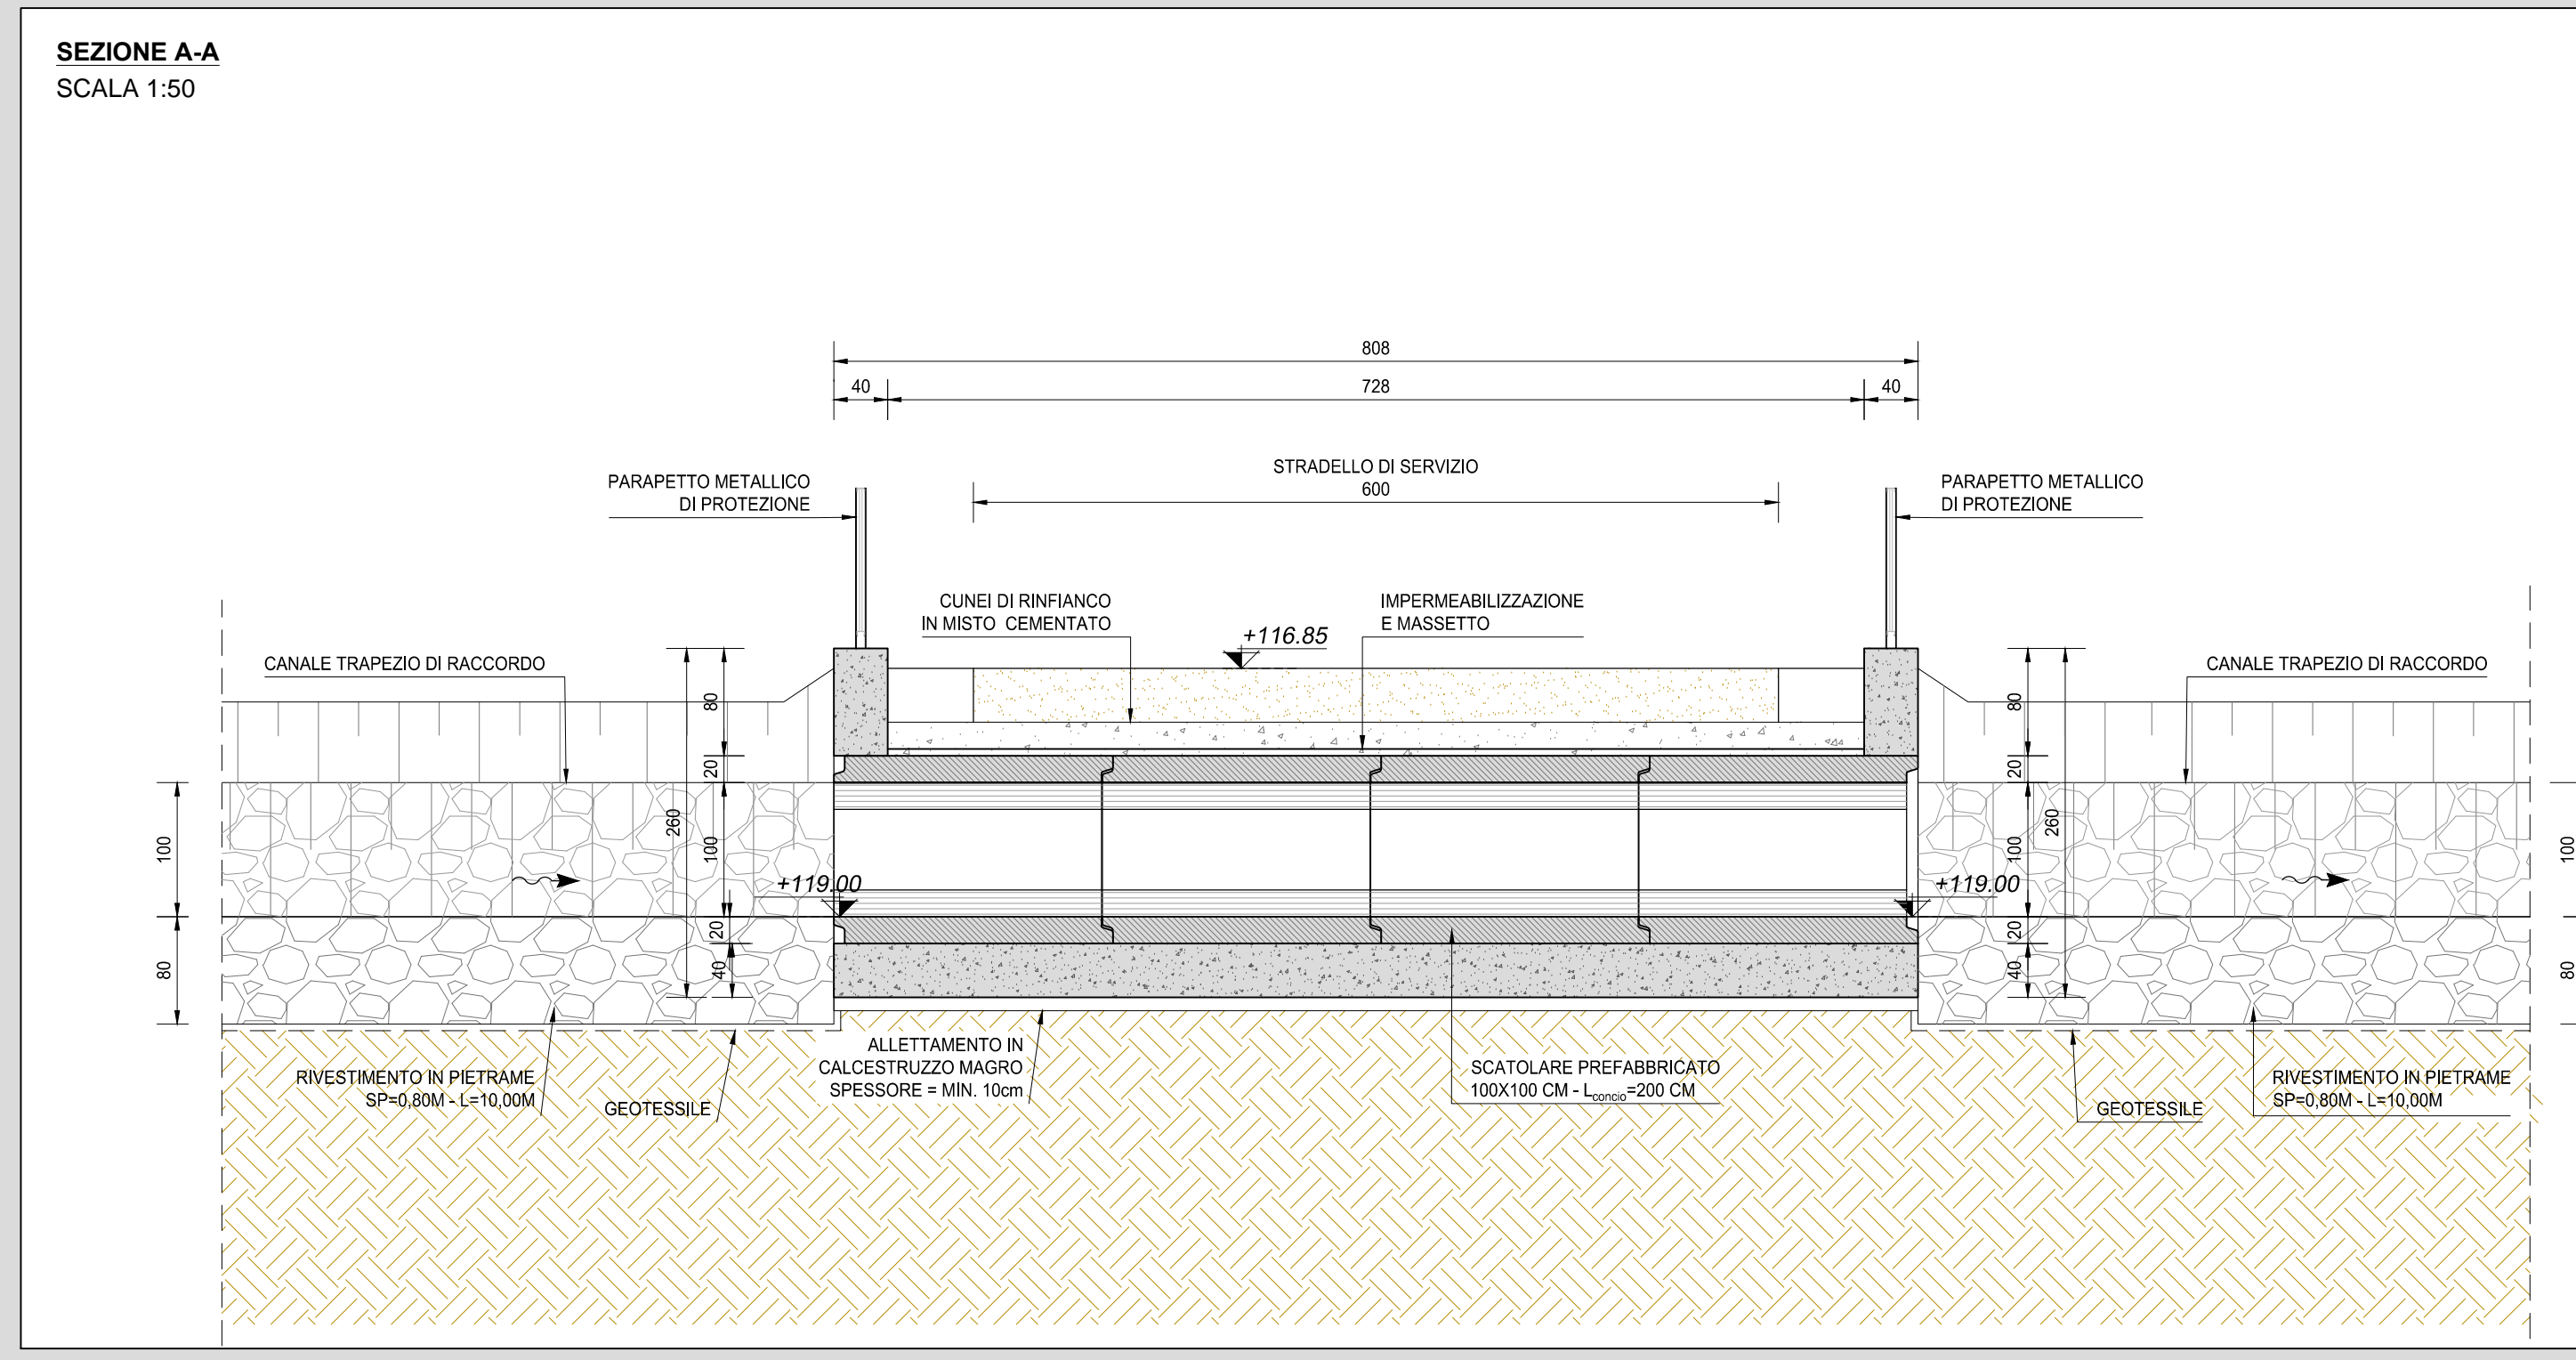 SEZIONE A-A
SCALA 1:50
808
40
728
40
STRADELLO DI SERVIZIO
600
PARAPETTO METALLICO
DI PROTEZIONE
PARAPETTO METALLICO
DI PROTEZIONE
CUNEI DI RINFIANCO
IN MISTO CEMENTATO
+116.85
IMPERMEABILIZZAZIONE
E MASSETTO
CANALE TRAPEZIO DI RACCORDO
CANALE TRAPEZIO DI RACCORDO
100
80
260
80
20
100
20
40
+119.00
+119.00
80
20
100
20
40
260
100
80
RIVESTIMENTO IN PIETRAME
SP=0,80M - L=10,00M
GEOTESSILE
ALLETTAMENTO IN
CALCESTRUZZO MAGRO
SPESSORE = MIN. 10cm
SCATOLARE PREFABBRICATO
100X100 CM - Lconcio=200 CM
GEOTESSILE
RIVESTIMENTO IN PIETRAME
SP=0,80M - L=10,00M